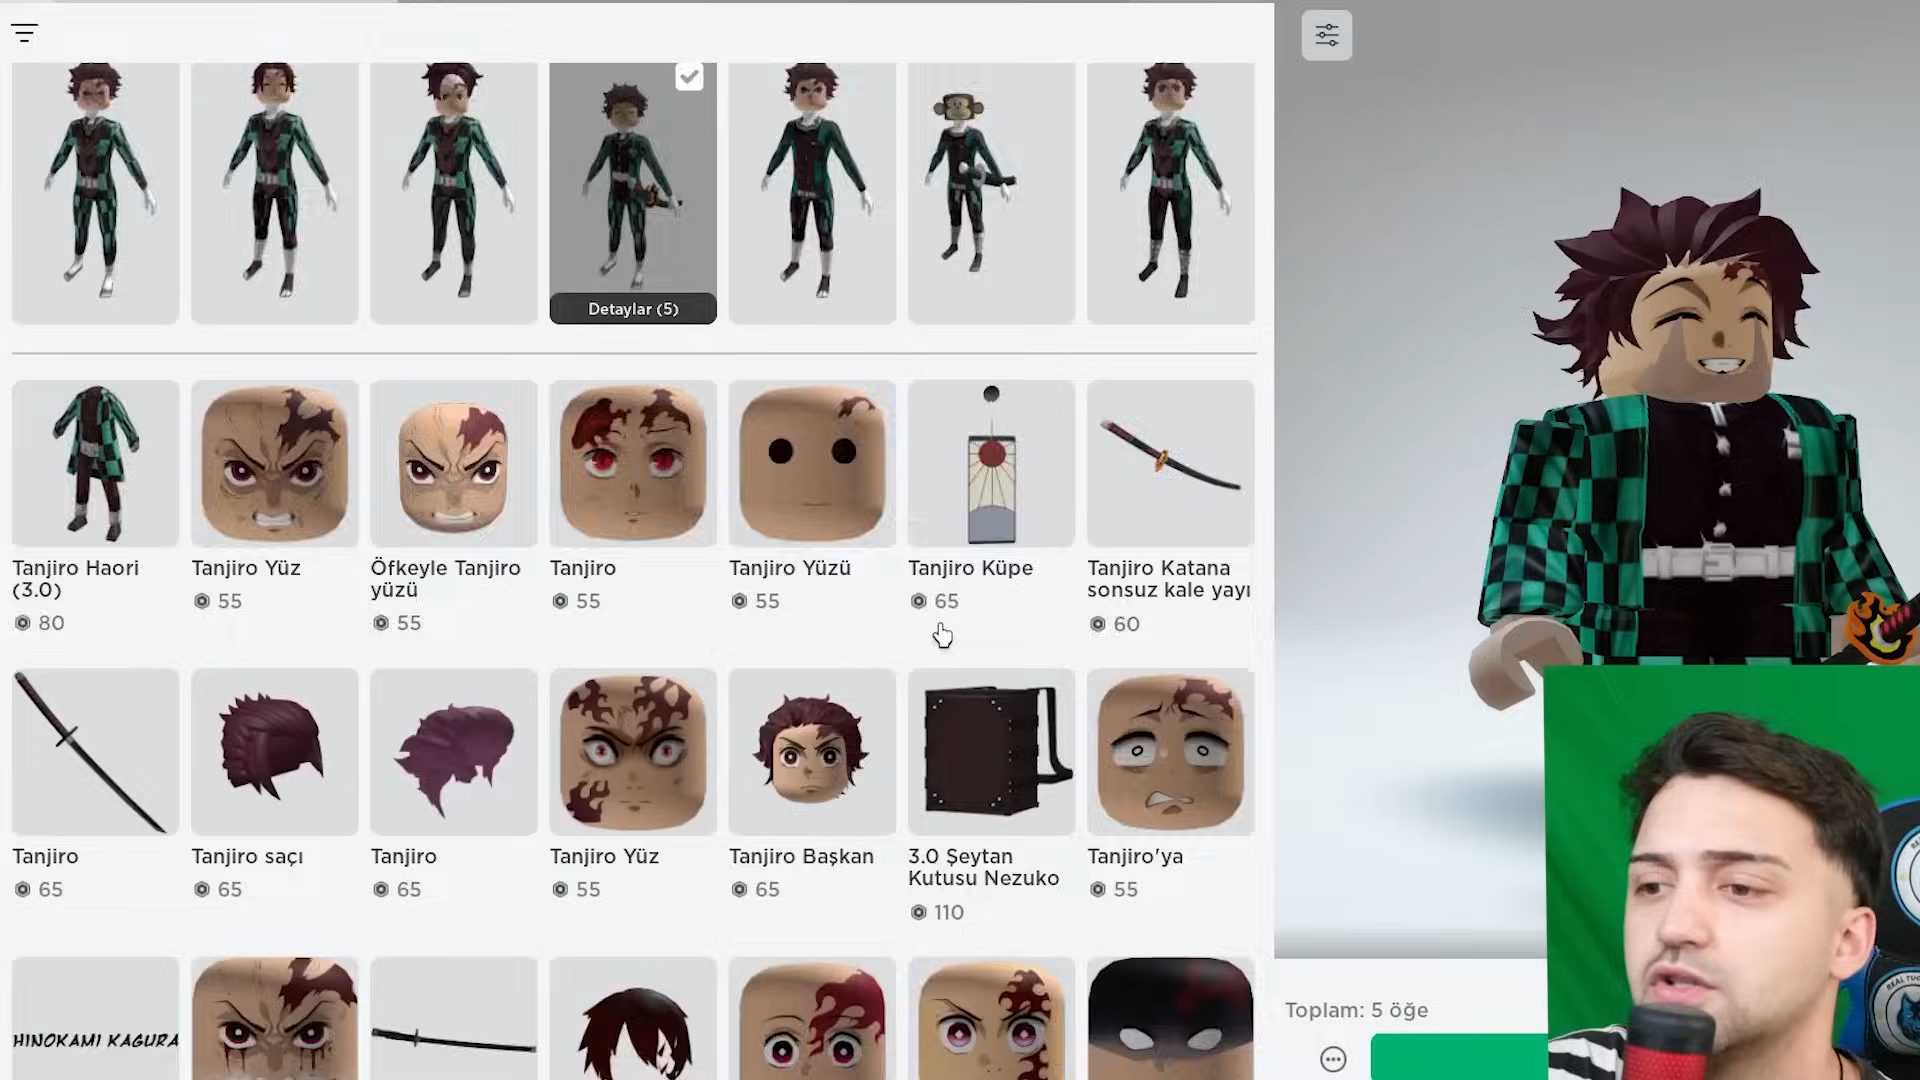 Detaylar (5)
Tanjiro Haori
(3.0)
80
Tanjiro Yüz
55
Öfkeyle Tanjiro
yüzü
55
Tanjiro
55
Tanjiro Yüzü
55
Tanjiro Küpe
65
Tanjiro Katana
sonsuz kale yayı
60
Tanjiro
65
Tanjiro saçı
65
Tanjiro
65
Tanjiro Yüz
55
Tanjiro Başkan
65
3.0 Şeytan
Kutusu Nezuko
110
Tanjiro'ya
55
HINOKAMI KAGURA
Toplam: 5 öğe